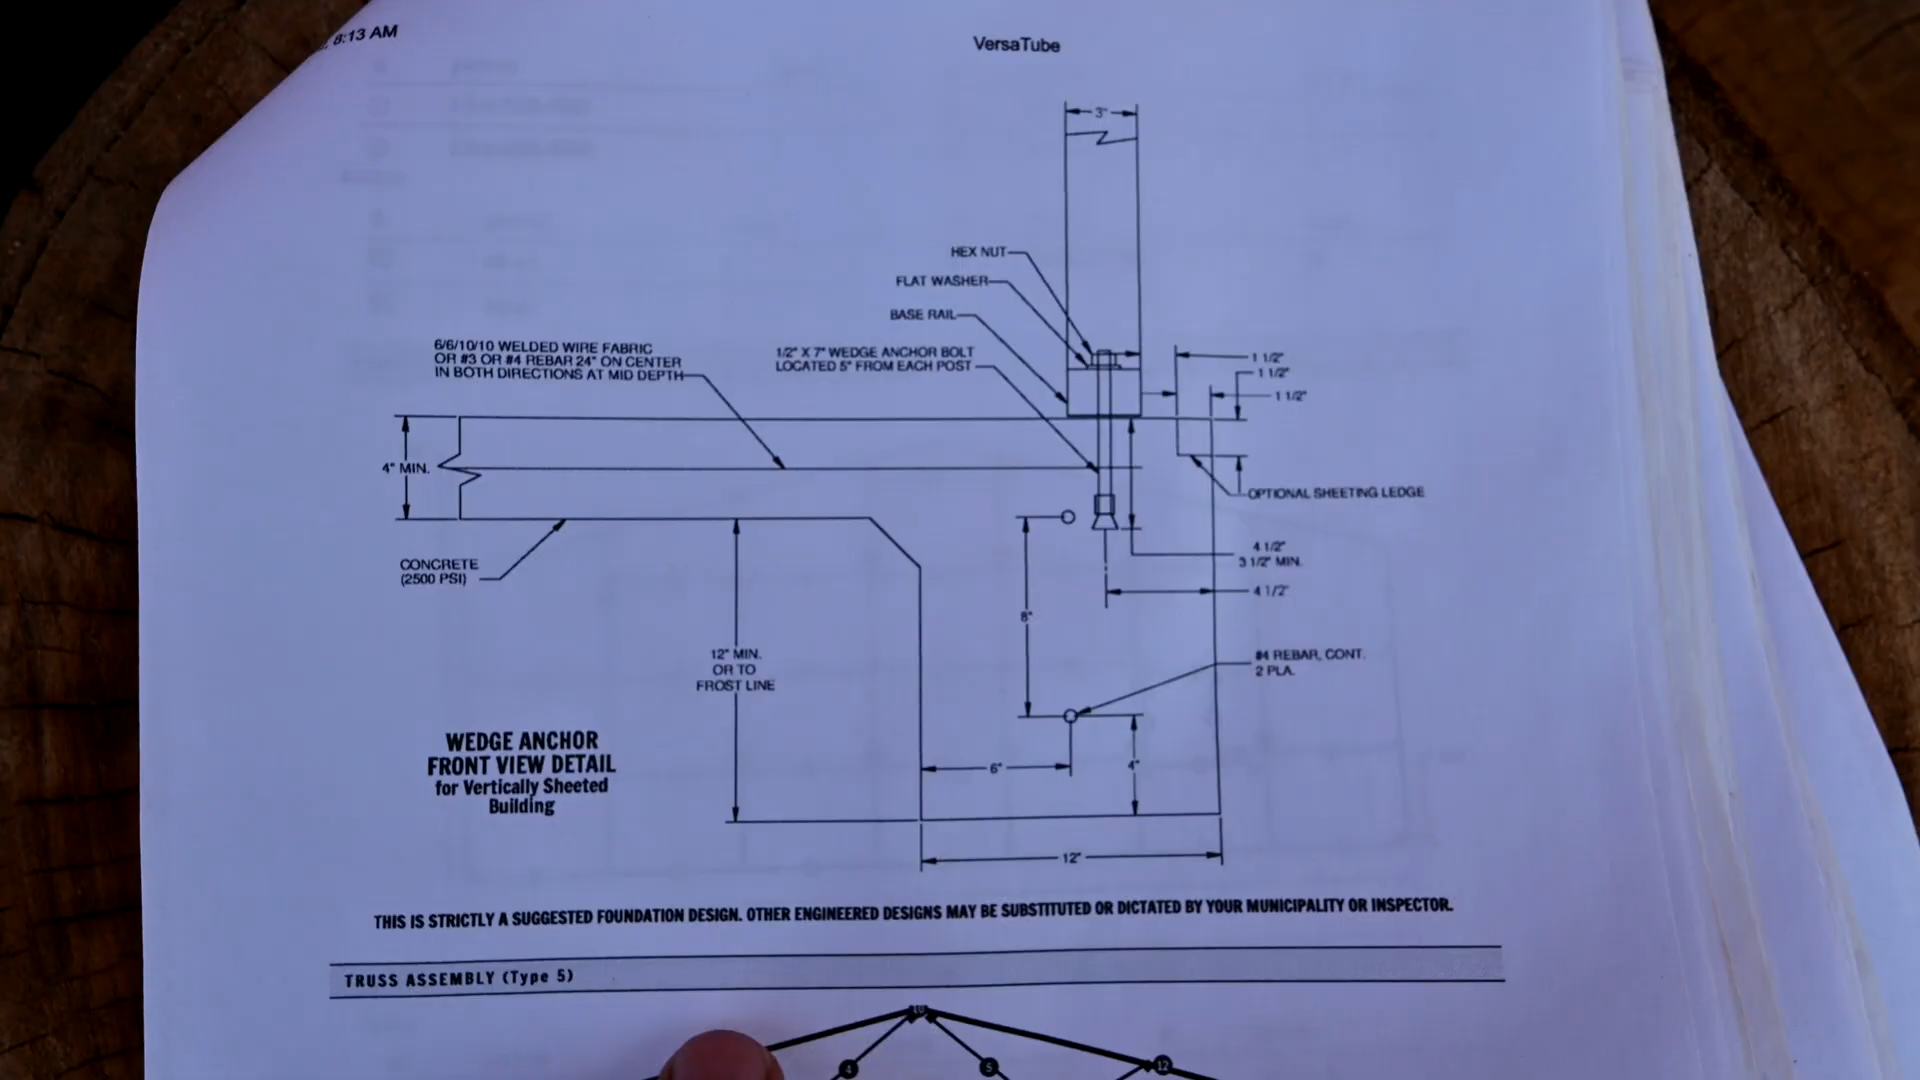 8:13 AM
VersaTube
3"
HEX NUT
FLAT WASHER
BASE RAIL
6/6/10/10 WELDED WIRE FABRIC
OR #3 OR #4 REBAR 24" ON CENTER
IN BOTH DIRECTIONS AT MID DEPTH
1/2" X 7" WEDGE ANCHOR BOLT
LOCATED 5" FROM EACH POST
1 1/2"
1 1/2"
1 1/2"
4" MIN.
OPTIONAL SHEETING LEDGE
CONCRETE
(2500 PSI)
4 1/2"
3 1/2" MIN.
4 1/2"
8"
12" MIN.
OR TO
FROST LINE
#4 REBAR, CONT.
2 PLA.
WEDGE ANCHOR
FRONT VIEW DETAIL
for Vertically Sheeted
Building
6"
4"
12"
THIS IS STRICTLY A SUGGESTED FOUNDATION DESIGN. OTHER ENGINEERED DESIGNS MAY BE SUBSTITUTED OR DICTATED BY YOUR MUNICIPALITY OR INSPECTOR.
TRUSS ASSEMBLY (Type 5)
10
4
5
12